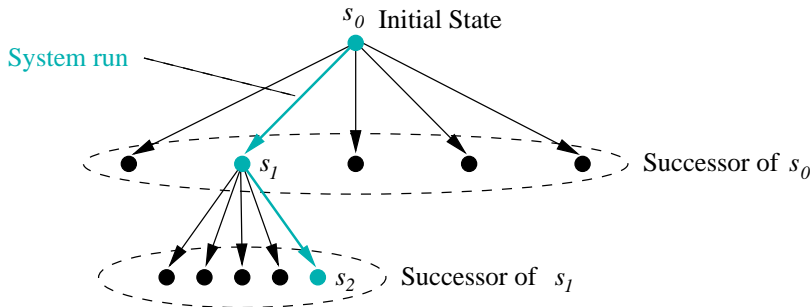 s0 Initial State
System run
s1
Successor of s0
s2
Successor of s1